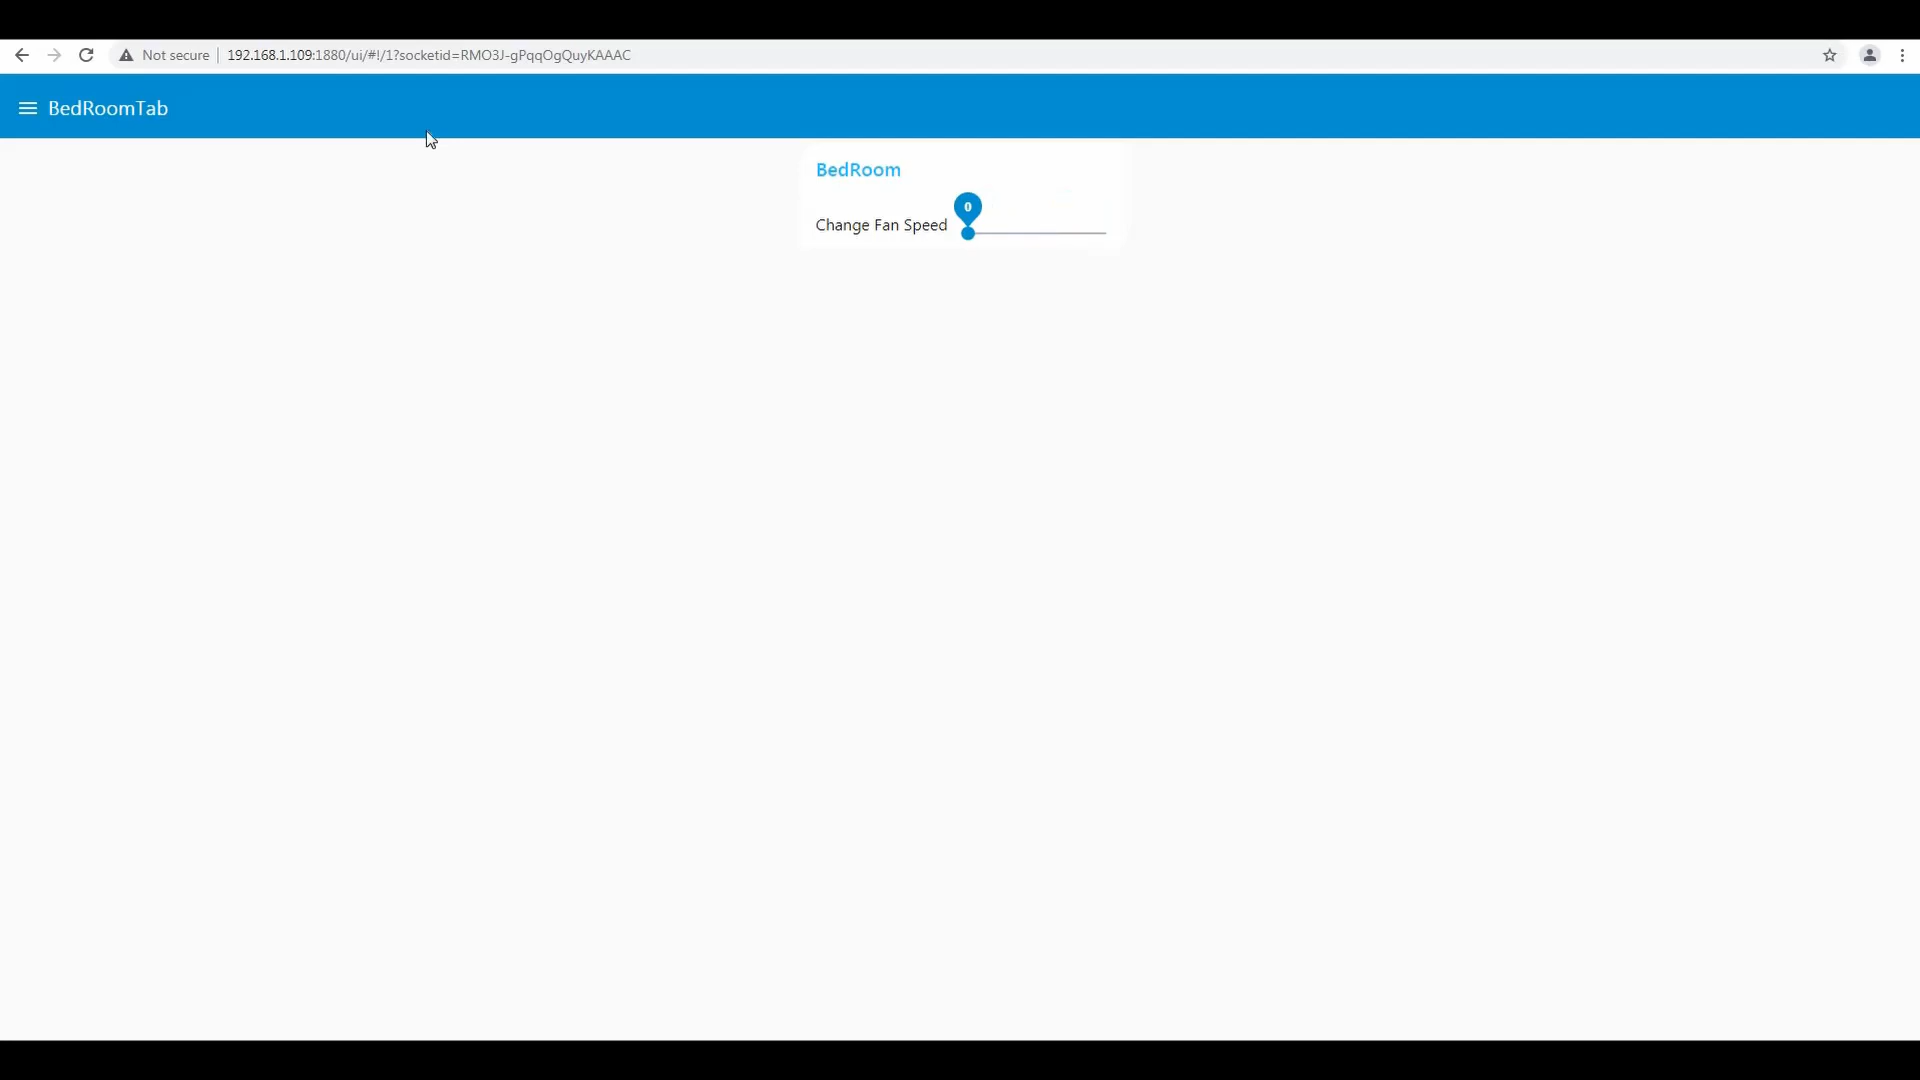 Not secure
192.168.1.109:1880/ui/#!/1?socketid=RMO3J-gPqqOgQuyKAAAC
BedRoomTab
BedRoom
0
Change Fan Speed